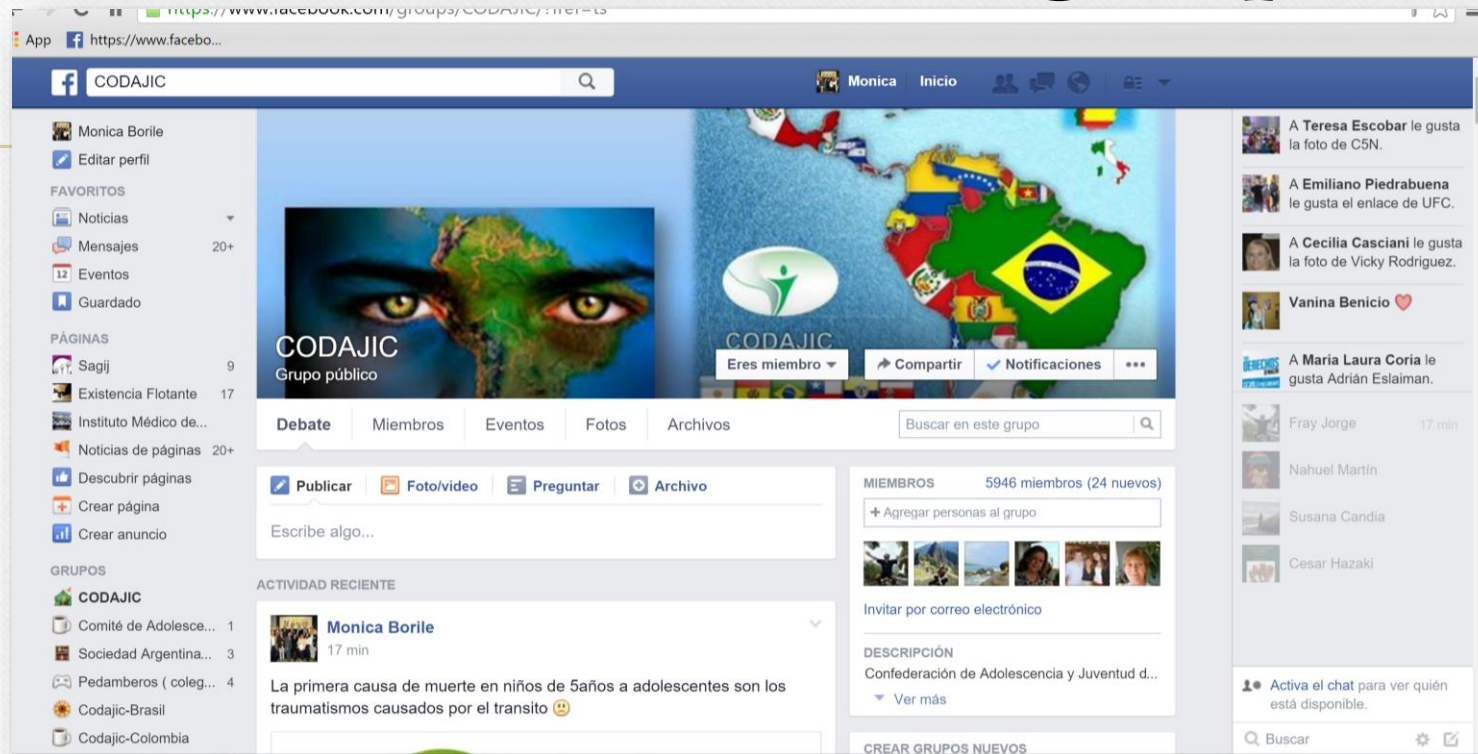 https://www.facebook.com/groups/CODAJIC/?fref=ts
App https://www.facebo...
CODAJIC
Monica Inicio
Monica Borile
Editar perfil
FAVORITOS
Noticias
Mensajes 20+
12 Eventos
Guardado
PÁGINAS
Sagij 9
Existencia Flotante 17
Instituto Médico de...
Noticias de páginas 20+
Descubrir páginas
Crear página
Crear anuncio
GRUPOS
CODAJIC
Comité de Adolesce... 1
Sociedad Argentina... 3
Pedamberos ( coleg... 4
Codajic-Brasil
Codajic-Colombia
CODAJIC
CODAJIC
Grupo público
Eres miembro Compartir Notificaciones
Debate Miembros Eventos Fotos Archivos
Buscar en este grupo
Publicar Foto/video Preguntar Archivo
Escribe algo...
ACTIVIDAD RECIENTE
Monica Borile
17 min
La primera causa de muerte en niños de 5años a adolescentes son los
traumatismos causados por el transito
MIEMBROS 5946 miembros (24 nuevos)
+ Agregar personas al grupo
Invitar por correo electrónico
DESCRIPCIÓN
Confederación de Adolescencia y Juventud d...
Ver más
CREAR GRUPOS NUEVOS
A Teresa Escobar le gusta
la foto de C5N.
A Emiliano Piedrabuena
le gusta el enlace de UFC.
A Cecilia Casciani le gusta
la foto de Vicky Rodriguez.
Vanina Benicio
DERECHOS
A Maria Laura Coria le
gusta Adrián Eslaiman.
Fray Jorge 17 min
Nahuel Martín
Susana Candia
Cesar Hazaki
Activa el chat para ver quién
está disponible.
Buscar